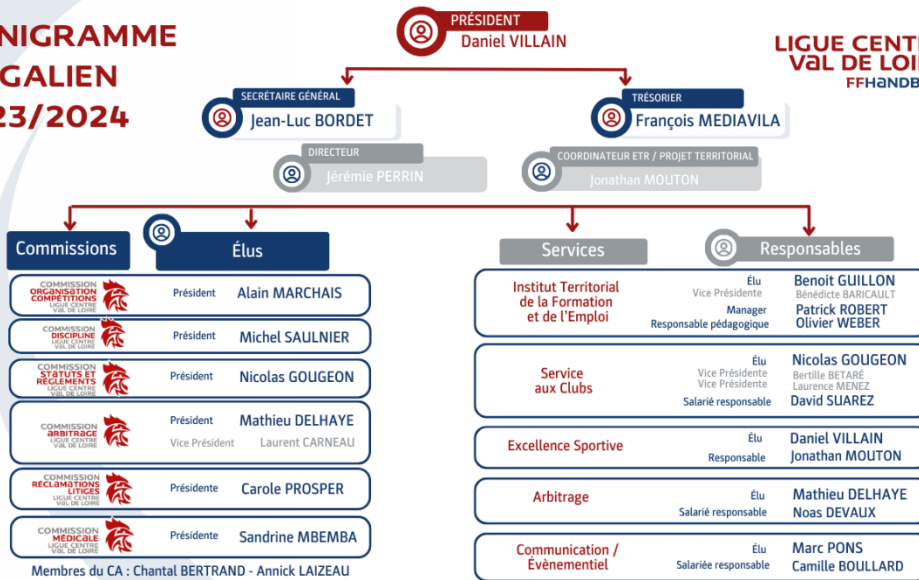 NIGRAMME
GALIEN
23/2024
PRÉSIDENT
Daniel VILLAIN
LIGUE CENTR
VAL DE LOIR
FFHANDB
SECRÉTAIRE GÉNÉRAL
Jean-Luc BORDET
TRÉSORIER
François MEDIAVILA
DIRECTEUR
Jérémie PERRIN
COORDINATEUR ETR / PROJET TERRITORIAL
Jonathan MOUTON
Commissions
Élus
COMMISSION
ORGANISATION
COMPÉTITIONS
LIGUE CENTRE
VAL DE LOIRE
Président Alain MARCHAIS
COMMISSION
DISCIPLINE
LIGUE CENTRE
VAL DE LOIRE
Président Michel SAULNIER
COMMISSION
STATUTS ET
RÈGLEMENTS
LIGUE CENTRE
VAL DE LOIRE
Président Nicolas GOUGEON
COMMISSION
ARBITRAGE
LIGUE CENTRE
VAL DE LOIRE
Président Mathieu DELHAYE
Vice Président Laurent CARNEAU
COMMISSION
RÉCLAMATIONS
LITIGES
LIGUE CENTRE
VAL DE LOIRE
Présidente Carole PROSPER
COMMISSION
MÉDICALE
LIGUE CENTRE
VAL DE LOIRE
Présidente Sandrine MBEMBA
Membres du CA : Chantal BERTRAND - Annick LAIZEAU
Services
Responsables
Institut Territorial
de la Formation
et de l'Emploi
Élu Benoit GUILLON
Vice Présidente Bénédicte BARICAULT
Manager Patrick ROBERT
Responsable pédagogique Olivier WEBER
Service
aux Clubs
Élu Nicolas GOUGEON
Vice Présidente Bertille BETARÉ
Vice Présidente Laurence MENEZ
Salarié responsable David SUAREZ
Excellence Sportive
Élu Daniel VILLAIN
Responsable Jonathan MOUTON
Arbitrage
Élu Mathieu DELHAYE
Salarié responsable Noas DEVAUX
Communication /
Évènementiel
Élu Marc PONS
Salariée responsable Camille BOULLARD